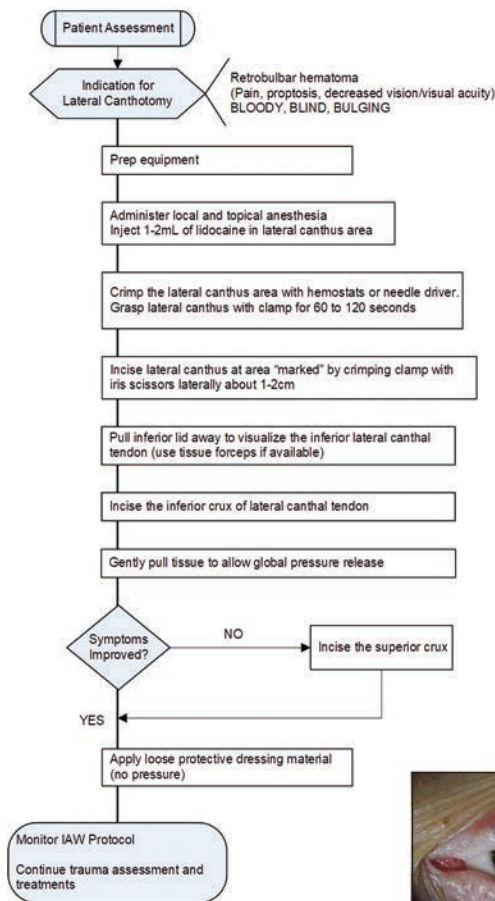 Patient Assessment
Indication for
Lateral Canthotomy
Retrobulbar hematoma
(Pain, proptosis, decreased vision/visual acuity)
BLOODY, BLIND, BULGING
Prep equipment
Administer local and topical anesthesia
Inject 1-2mL of lidocaine in lateral canthus area
Crimp the lateral canthus area with hemostats or needle driver.
Grasp lateral canthus with clamp for 60 to 120 seconds
Incise lateral canthus at area “marked” by crimping clamp with
iris scissors laterally about 1-2cm
Pull inferior lid away to visualize the inferior lateral canthal
tendon (use tissue forceps if available)
Incise the inferior crux of lateral canthal tendon
Gently pull tissue to allow global pressure release
Symptoms
Improved?
NO
Incise the superior crux
YES
Apply loose protective dressing material
(no pressure)
Monitor IAW Protocol
Continue trauma assessment and
treatments